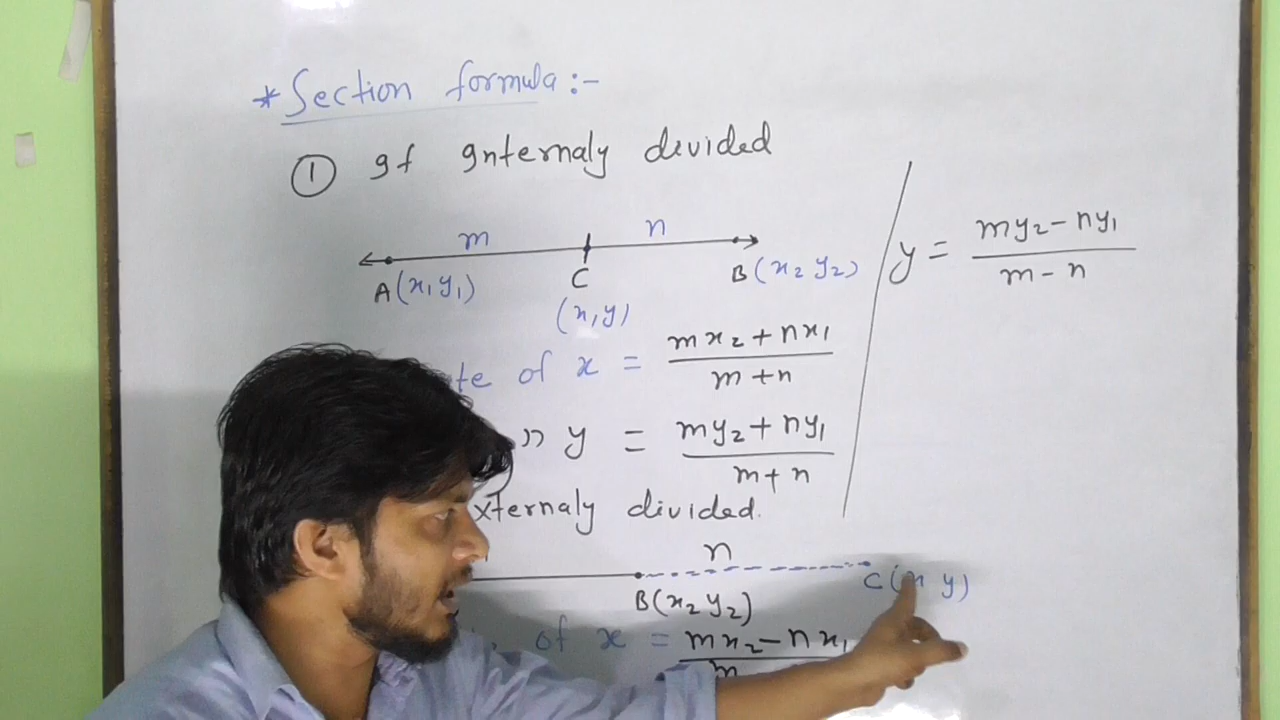 * Section formula :-
① If Internaly divided
m n
A (x₁ y₁) C B (x₂ y₂)
(x, y)
of x = mx₂ + nx₁ / m + n
" y = my₂ + ny₁ / m + n
xternaly divided.
n
B (x₂ y₂) C (x y)
of x = mx₂ - nx₁ / m
y = my₂ - ny₁ / m - n